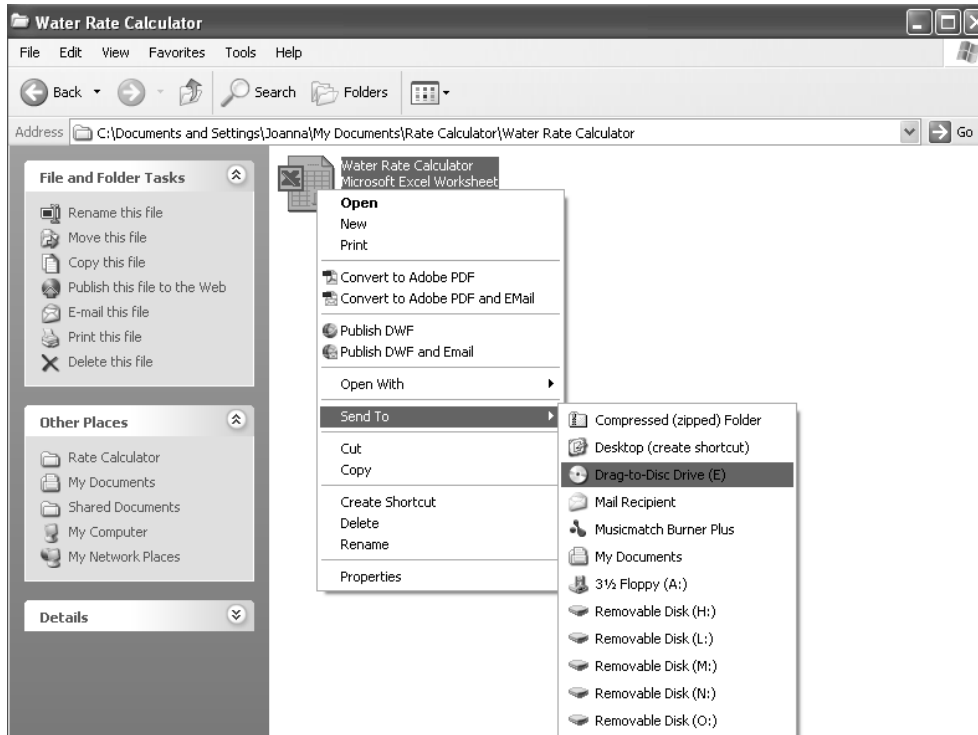 Water Rate Calculator
File Edit View Favorites Tools Help
Back Search Folders
Address C:\Documents and Settings\Joanna\My Documents\Rate Calculator\Water Rate Calculator Go
File and Folder Tasks
Rename this file
Move this file
Copy this file
Publish this file to the Web
E-mail this file
Print this file
Delete this file
Other Places
Rate Calculator
My Documents
Shared Documents
My Computer
My Network Places
Details
Water Rate Calculator
Microsoft Excel Worksheet
Open
New
Print
Convert to Adobe PDF
Convert to Adobe PDF and EMail
Publish DWF
Publish DWF and Email
Open With
Send To
Cut
Copy
Create Shortcut
Delete
Rename
Properties
Compressed (zipped) Folder
Desktop (create shortcut)
Drag-to-Disc Drive (E)
Mail Recipient
Musicmatch Burner Plus
My Documents
3½ Floppy (A:)
Removable Disk (H:)
Removable Disk (L:)
Removable Disk (M:)
Removable Disk (N:)
Removable Disk (O:)